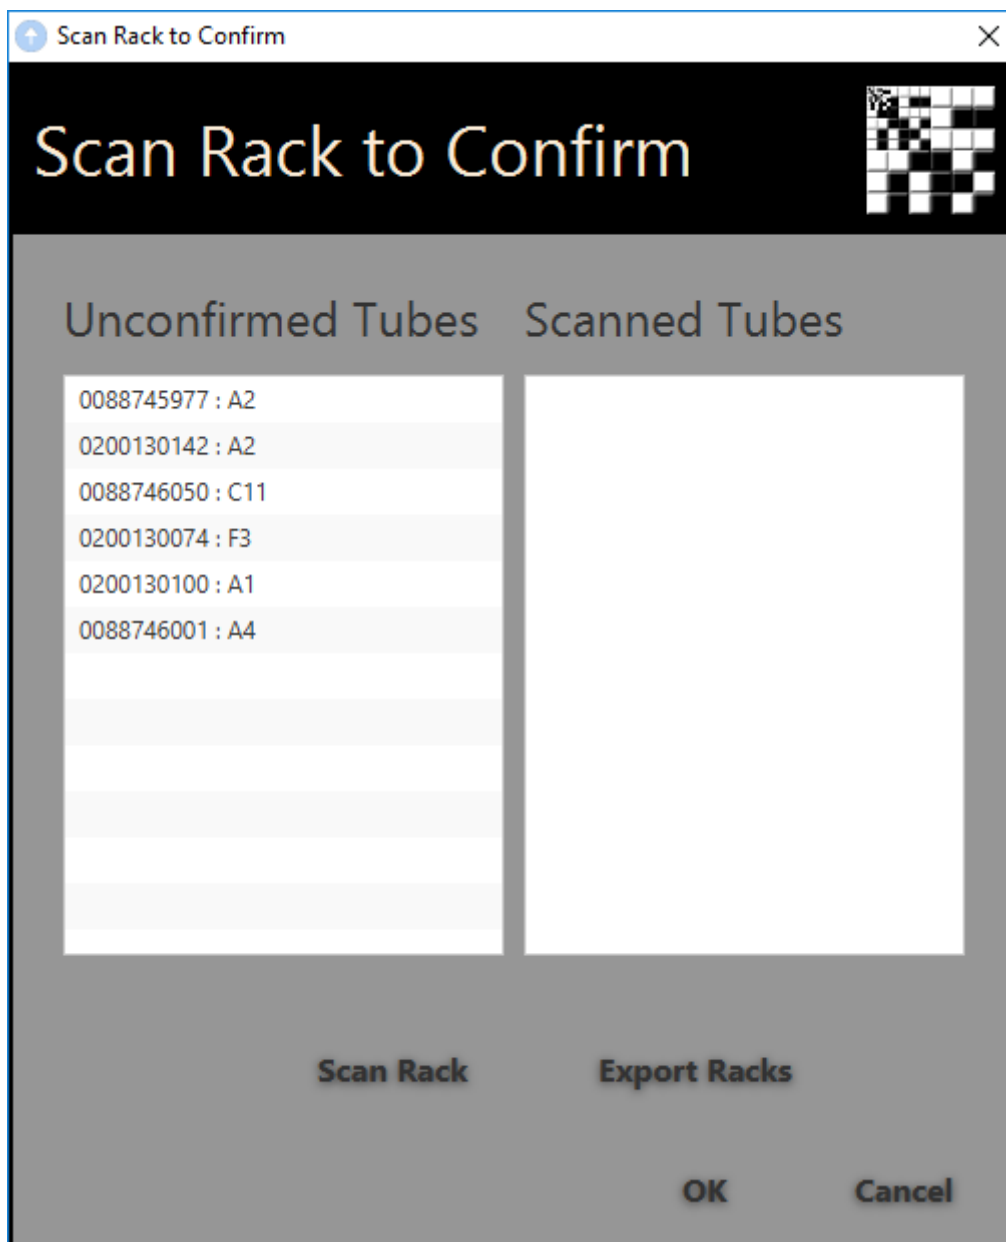 Scan Rack to Confirm
Scan Rack to Confirm
Unconfirmed Tubes
Scanned Tubes
0088745977 : A2
0200130142 : A2
0088746050 : C11
0200130074 : F3
0200130100 : A1
0088746001 : A4
Scan Rack
Export Racks
OK
Cancel